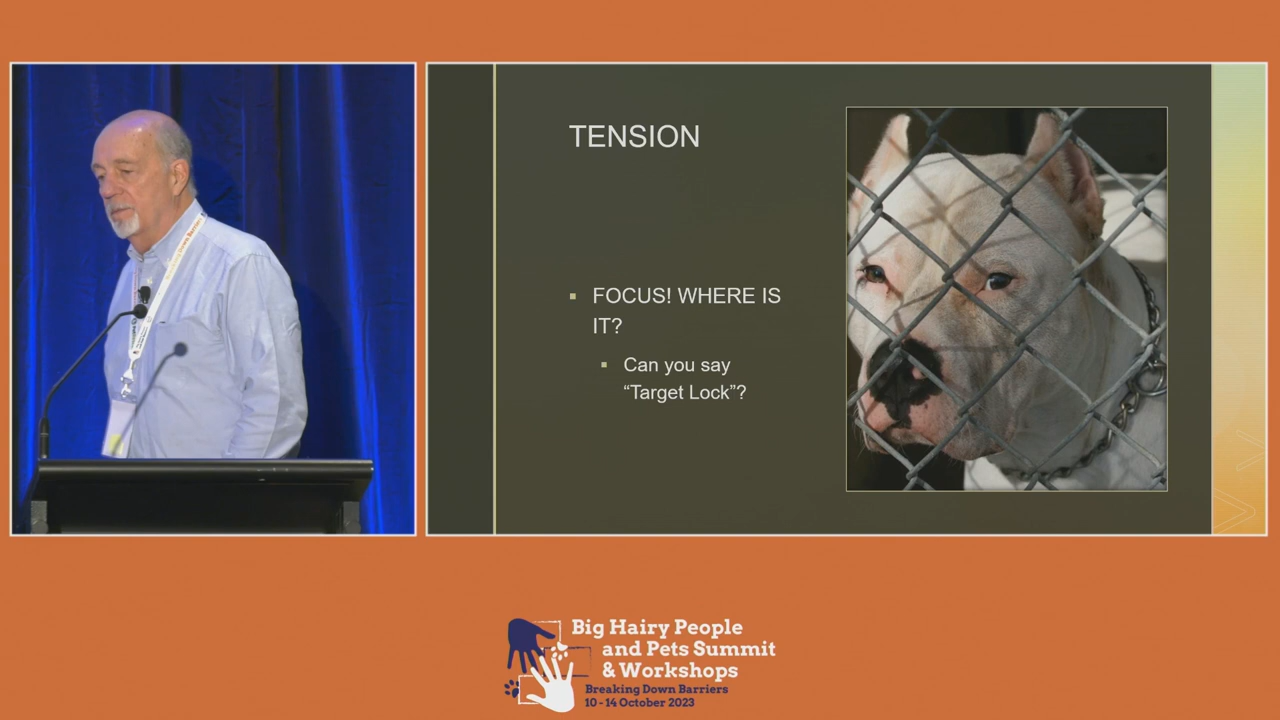 TENSION
FOCUS! WHERE IS
IT?
Can you say
“Target Lock”?
Big Hairy People
and Pets Summit
& Workshops
Breaking Down Barriers
10 - 14 October 2023